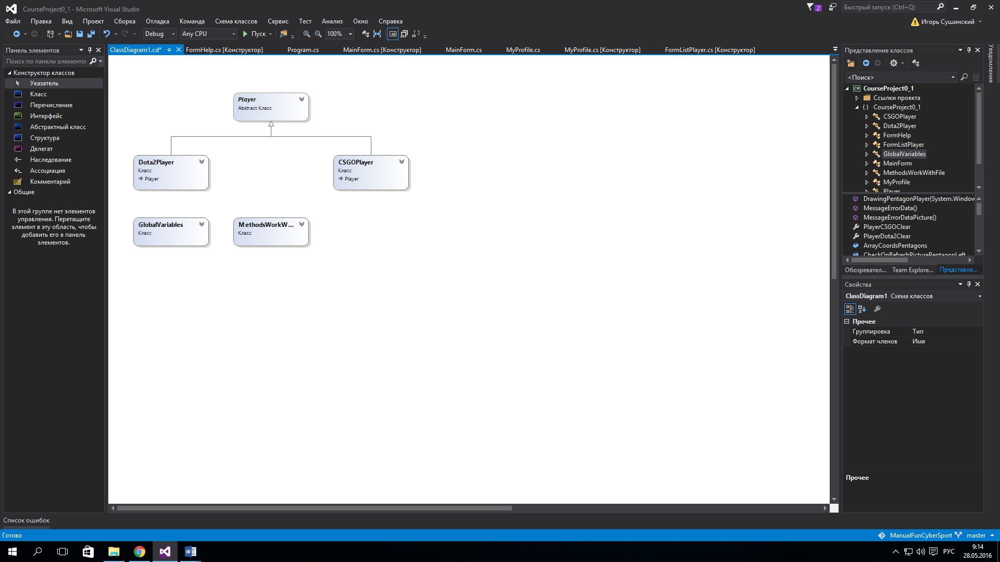 CourseProject0_1 - Microsoft Visual Studio
2
Быстрый запуск (Ctrl+Q)
Файл Правка Вид Проект Сборка Отладка Команда Схема классов Сервис Тест Анализ Окно Справка
Игорь Сушинский
Debug Any CPU Пуск 100%
Панель элементов
Поиск по панели элементо
Конструктор классов
Указатель
Класс
Перечисление
Интерфейс
Абстрактный класс
Структура
Делегат
Наследование
Ассоциация
Комментарий
Общие
В этой группе нет элементов
управления. Перетащите
элемент в эту область, чтобы
добавить его в панель
элементов.
ClassDiagram1.cd* FormHelp.cs [Конструктор] Program.cs MainForm.cs [Конструктор] MainForm.cs MyProfile.cs MyProfile.cs [Конструктор] FormListPlayer.cs [Конструктор]
Player
Abstract Класс
Dota2Player
Класс
Player
CSGOPlayer
Класс
Player
GlobalVariables
Класс
MethodsWorkW...
Класс
Представление классов
<Поиск>
CourseProject0_1
Ссылки проекта
CourseProject0_1
CSGOPlayer
Dota2Player
FormHelp
FormListPlayer
GlobalVariables
MainForm
MethodsWorkWithFile
MyProfile
Player
DrawingPentagonPlayer(System.Window
MessageErrorData()
MessageErrorDataPicture()
PlayerCSGOClear
PlayerDota2Clear
ArrayCoordsPentagons
CheckOnRefreshPicturePentagonLeft
Обозревател... Team Explore... Представле...
Уведомления
Свойства
ClassDiagram1 Схема классов
Прочее
Группировка Тип
Формат членов Имя
Прочее
Список ошибок
Готово
ManualFunCyberSport master
РУС
9:14
28.05.2016